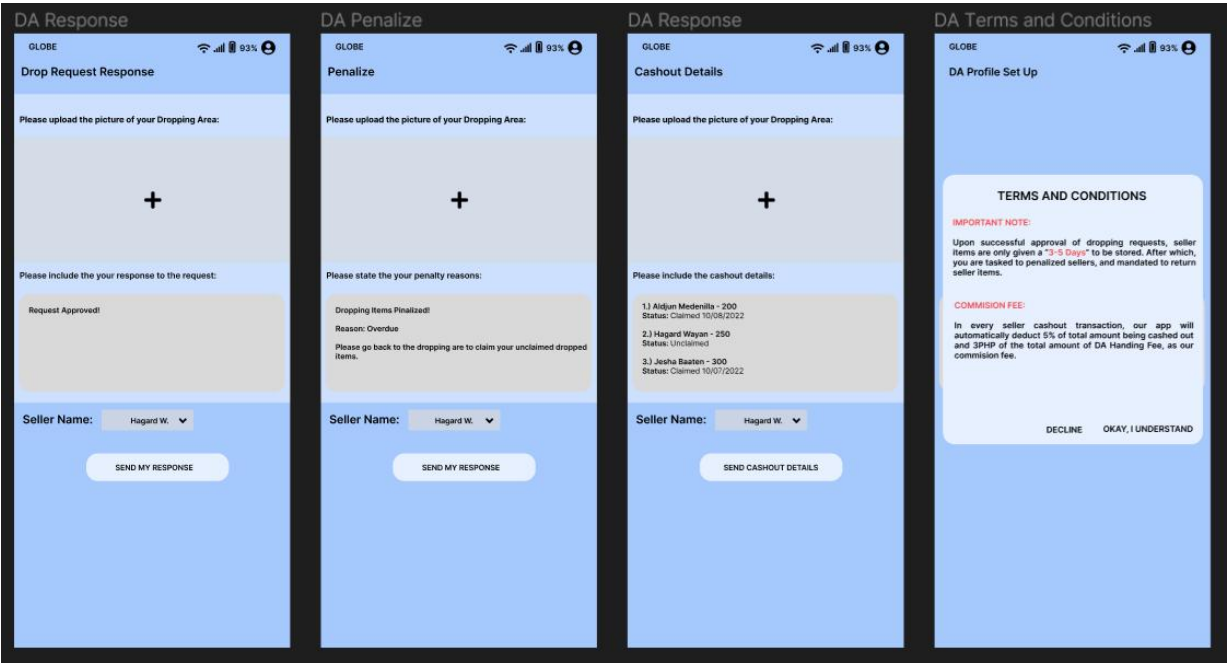 DA Response
GLOBE
93%
Drop Request Response
Please upload the picture of your Dropping Area:
+
Please include the your response to the request:
Request Approved!
Seller Name:
Hagard W.
SEND MY RESPONSE
DA Penalize
GLOBE
93%
Penalize
Please upload the picture of your Dropping Area:
+
Please state the your penalty reasons:
Dropping Items Pinalized!
Reason: Overdue
Please go back to the dropping are to claim your unclaimed dropped
items.
Seller Name:
Hagard W.
SEND MY RESPONSE
DA Response
GLOBE
93%
Cashout Details
Please upload the picture of your Dropping Area:
+
Please include the cashout details:
1.) Aldjun Medenilla - 200
Status: Claimed 10/08/2022
2.) Hagard Wayan - 250
Status: Unclaimed
3.) Jesha Baaten - 300
Status: Claimed 10/07/2022
Seller Name:
Hagard W.
SEND CASHOUT DETAILS
DA Terms and Conditions
GLOBE
93%
DA Profile Set Up
TERMS AND CONDITIONS
IMPORTANT NOTE:
Upon successful approval of dropping requests, seller
items are only given a "3-5 Days" to be stored. After which,
you are tasked to penalized sellers, and mandated to return
seller items.
COMMISION FEE:
In every seller cashout transaction, our app will
automatically deduct 5% of total amount being cashed out
and 3PHP of the total amount of DA Handing Fee, as our
commision fee.
DECLINE
OKAY, I UNDERSTAND